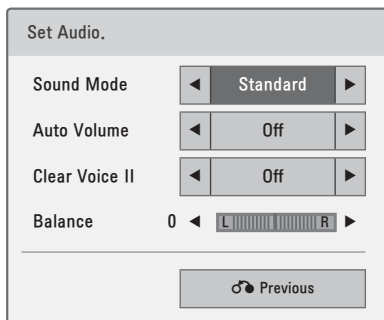 Set Audio.
Sound Mode ◀ Standard ▶
Auto Volume ◀ Off ▶
Clear Voice II ◀ Off ▶
Balance 0 ◀ L R ▶
Previous